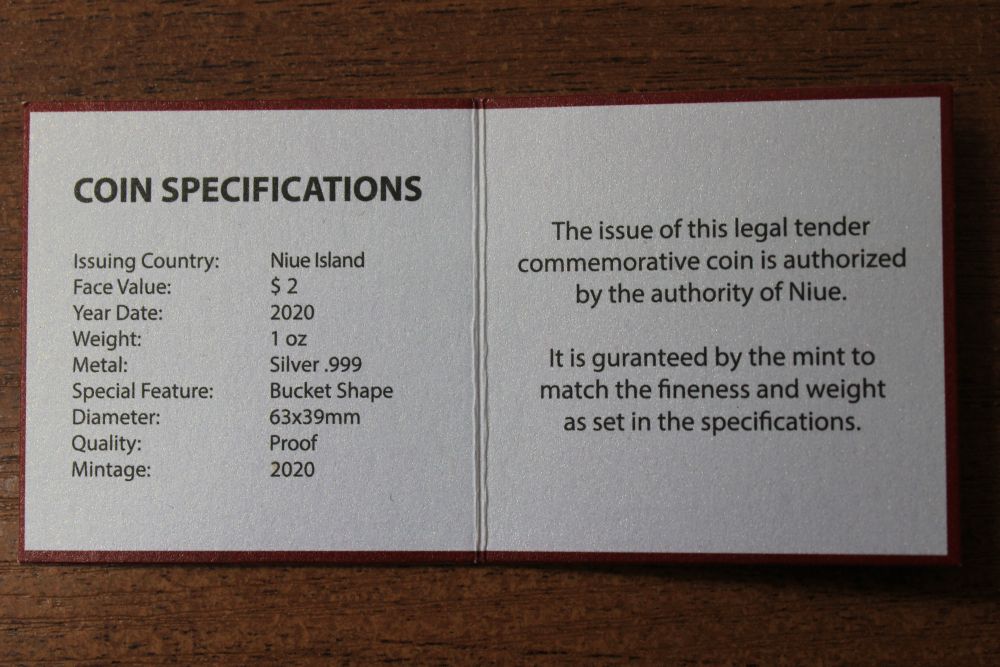 COIN SPECIFICATIONS
Issuing Country: Niue Island
Face Value: $ 2
Year Date: 2020
Weight: 1 oz
Metal: Silver .999
Special Feature: Bucket Shape
Diameter: 63x39mm
Quality: Proof
Mintage: 2020
The issue of this legal tender
commemorative coin is authorized
by the authority of Niue.
It is guranteed by the mint to
match the fineness and weight
as set in the specifications.